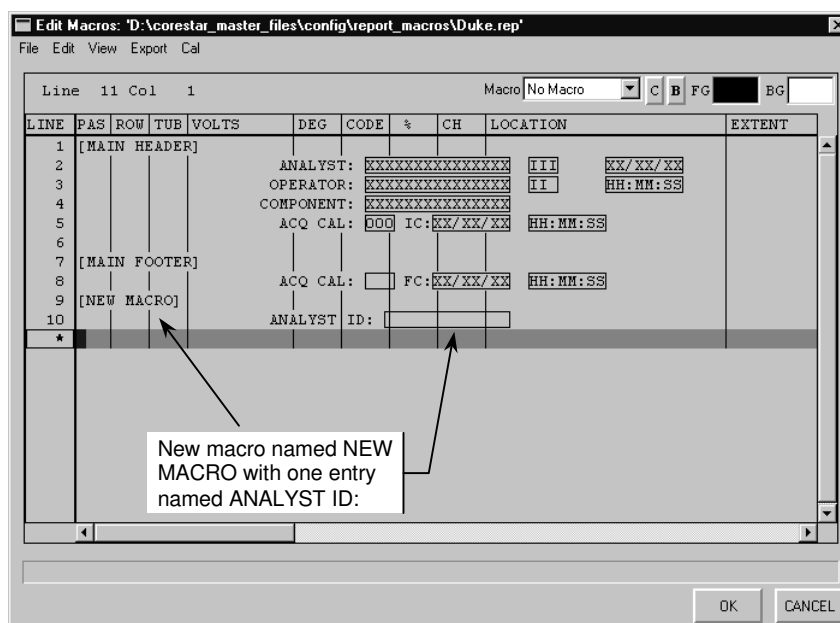 Edit Macros: 'D:\corestar_master_files\config\report_macros\Duke.rep'
File Edit View Export Cal
Line 11 Col 1 Macro No Macro C B FG BG
LINE PAS ROW TUB VOLTS DEG CODE % CH LOCATION EXTENT
1 [MAIN HEADER]
2 ANALYST: XXXXXXXXXXXXXXX III XX/XX/XX
3 OPERATOR: XXXXXXXXXXXXXXX II HH:MM:SS
4 COMPONENT: XXXXXXXXXXXXXXX
5 ACQ CAL: 000 IC: XX/XX/XX HH:MM:SS
6
7 [MAIN FOOTER]
8 ACQ CAL: FC: XX/XX/XX HH:MM:SS
9 [NEW MACRO]
10 ANALYST ID:
*
New macro named NEW
MACRO with one entry
named ANALYST ID:
OK CANCEL